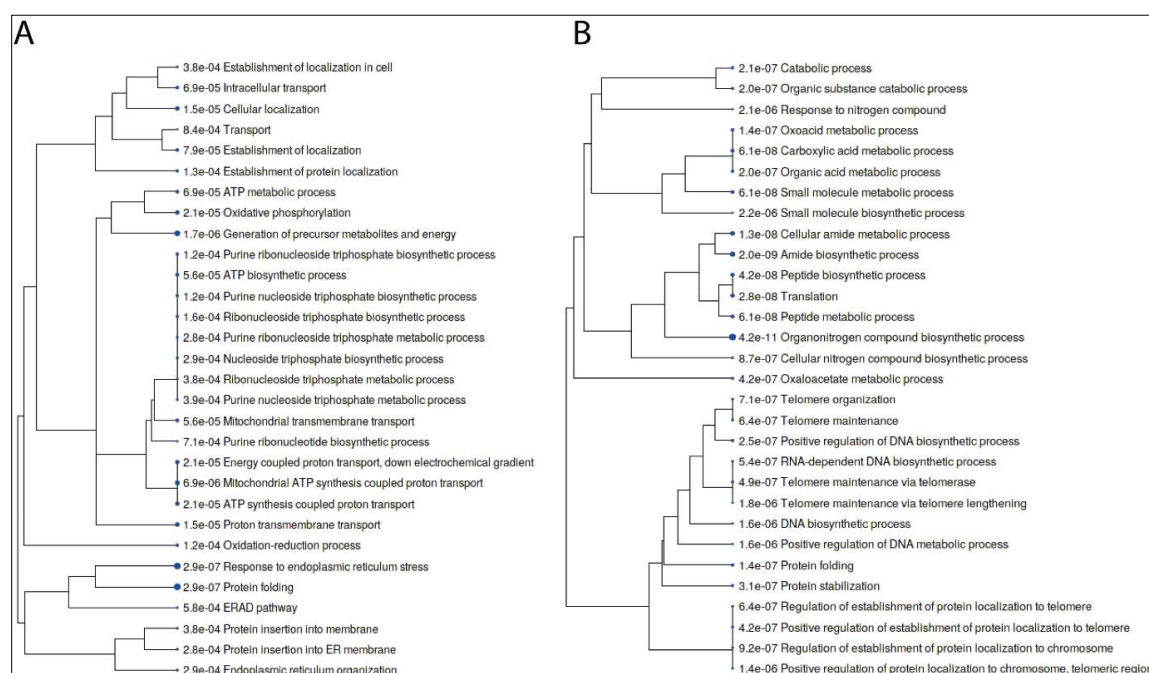 A
3.8e-04 Establishment of localization in cell
6.9e-05 Intracellular transport
1.5e-05 Cellular localization
8.4e-04 Transport
7.9e-05 Establishment of localization
1.3e-04 Establishment of protein localization
6.9e-05 ATP metabolic process
2.1e-05 Oxidative phosphorylation
1.7e-06 Generation of precursor metabolites and energy
1.2e-04 Purine ribonucleoside triphosphate biosynthetic process
5.6e-05 ATP biosynthetic process
1.2e-04 Purine nucleoside triphosphate biosynthetic process
1.6e-04 Ribonucleoside triphosphate biosynthetic process
2.8e-04 Purine ribonucleoside triphosphate metabolic process
2.9e-04 Nucleoside triphosphate biosynthetic process
3.8e-04 Ribonucleoside triphosphate metabolic process
3.9e-04 Purine nucleoside triphosphate metabolic process
5.6e-05 Mitochondrial transmembrane transport
7.1e-04 Purine ribonucleotide biosynthetic process
2.1e-05 Energy coupled proton transport, down electrochemical gradient
6.9e-06 Mitochondrial ATP synthesis coupled proton transport
2.1e-05 ATP synthesis coupled proton transport
1.5e-05 Proton transmembrane transport
1.2e-04 Oxidation-reduction process
2.9e-07 Response to endoplasmic reticulum stress
2.9e-07 Protein folding
5.8e-04 ERAD pathway
3.8e-04 Protein insertion into membrane
2.8e-04 Protein insertion into ER membrane
2.9e-04 Endoplasmic reticulum organization
B
2.1e-07 Catabolic process
2.0e-07 Organic substance catabolic process
2.1e-06 Response to nitrogen compound
1.4e-07 Oxoacid metabolic process
6.1e-08 Carboxylic acid metabolic process
2.0e-07 Organic acid metabolic process
6.1e-08 Small molecule metabolic process
2.2e-06 Small molecule biosynthetic process
1.3e-08 Cellular amide metabolic process
2.0e-09 Amide biosynthetic process
4.2e-08 Peptide biosynthetic process
2.8e-08 Translation
6.1e-08 Peptide metabolic process
4.2e-11 Organonitrogen compound biosynthetic process
8.7e-07 Cellular nitrogen compound biosynthetic process
4.2e-07 Oxaloacetate metabolic process
7.1e-07 Telomere organization
6.4e-07 Telomere maintenance
2.5e-07 Positive regulation of DNA biosynthetic process
5.4e-07 RNA-dependent DNA biosynthetic process
4.9e-07 Telomere maintenance via telomerase
1.8e-06 Telomere maintenance via telomere lengthening
1.6e-06 DNA biosynthetic process
1.6e-06 Positive regulation of DNA metabolic process
1.4e-07 Protein folding
3.1e-07 Protein stabilization
6.4e-07 Regulation of establishment of protein localization to telomere
4.2e-07 Positive regulation of establishment of protein localization to telomere
9.2e-07 Regulation of establishment of protein localization to chromosome
1.4e-06 Positive regulation of protein localization to chromosome, telomeric region